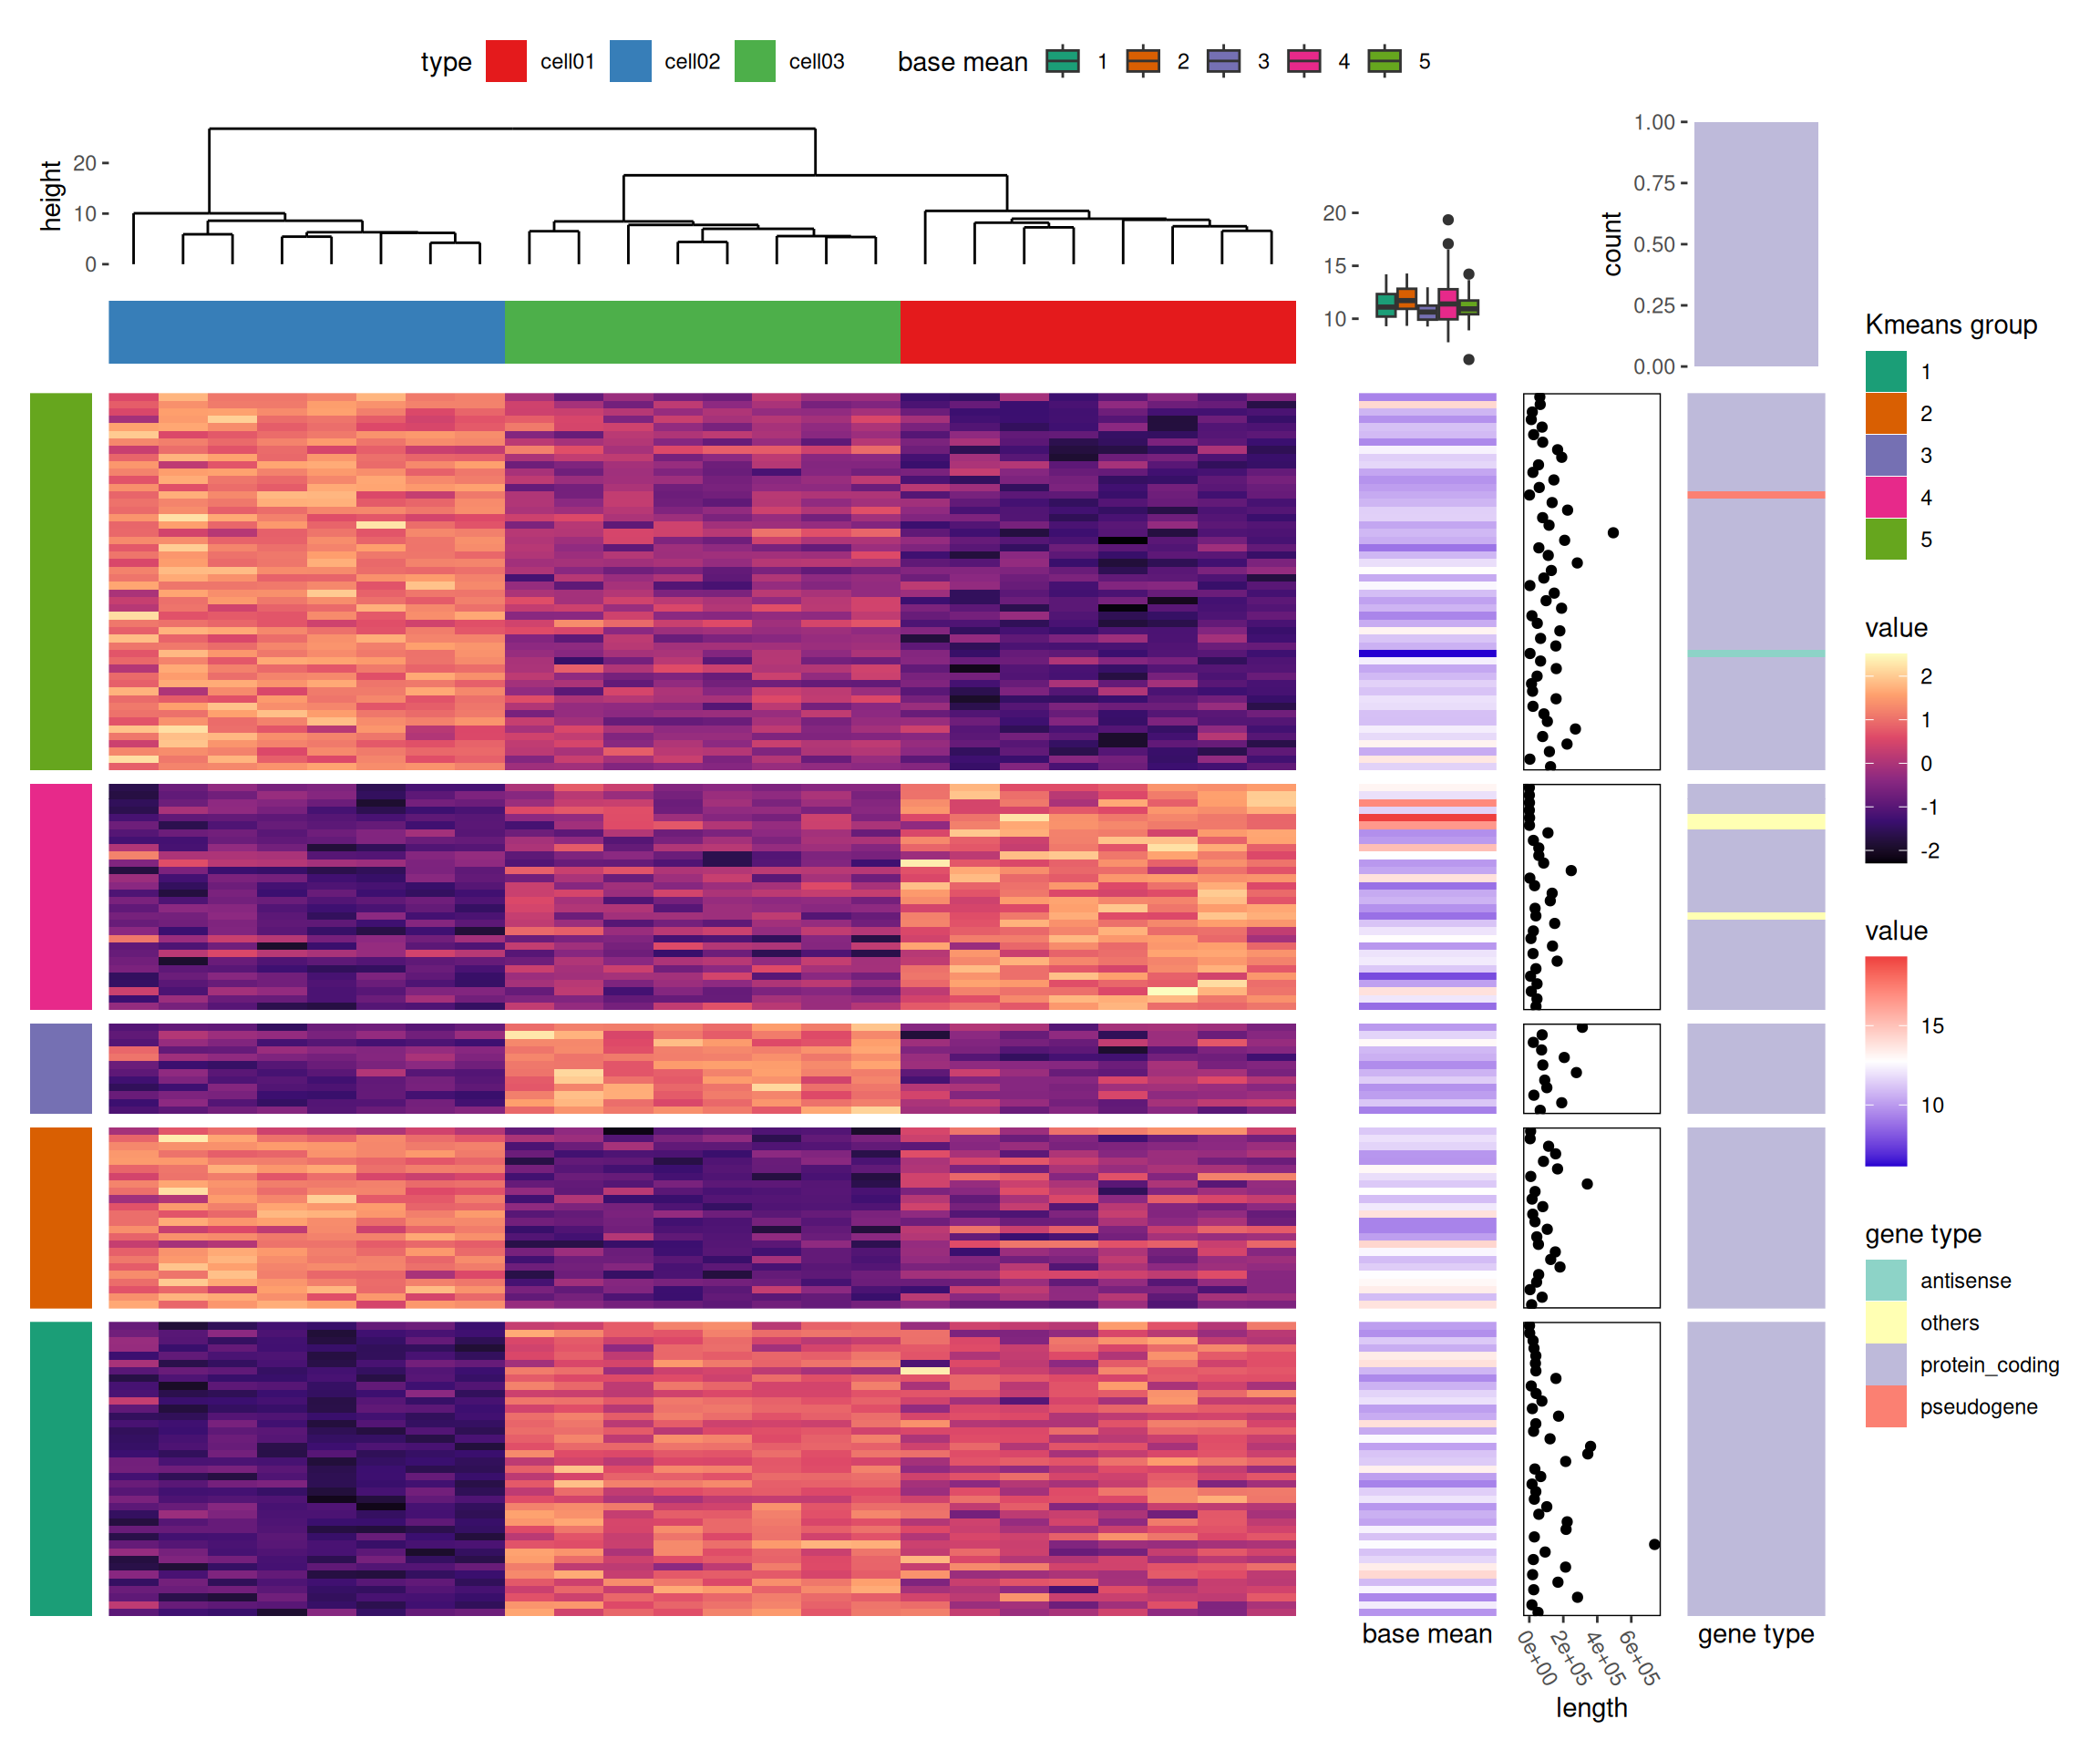 type cell01 cell02 cell03 base mean 1 2 3 4 5
height
20
10
0
20
15
10
count
1.00
0.75
0.50
0.25
0.00
Kmeans group
1
2
3
4
5
value
2
1
0
-1
-2
value
15
10
gene type
antisense
others
protein_coding
pseudogene
base mean
0e+00 2e+05 4e+05 6e+05
length
gene type